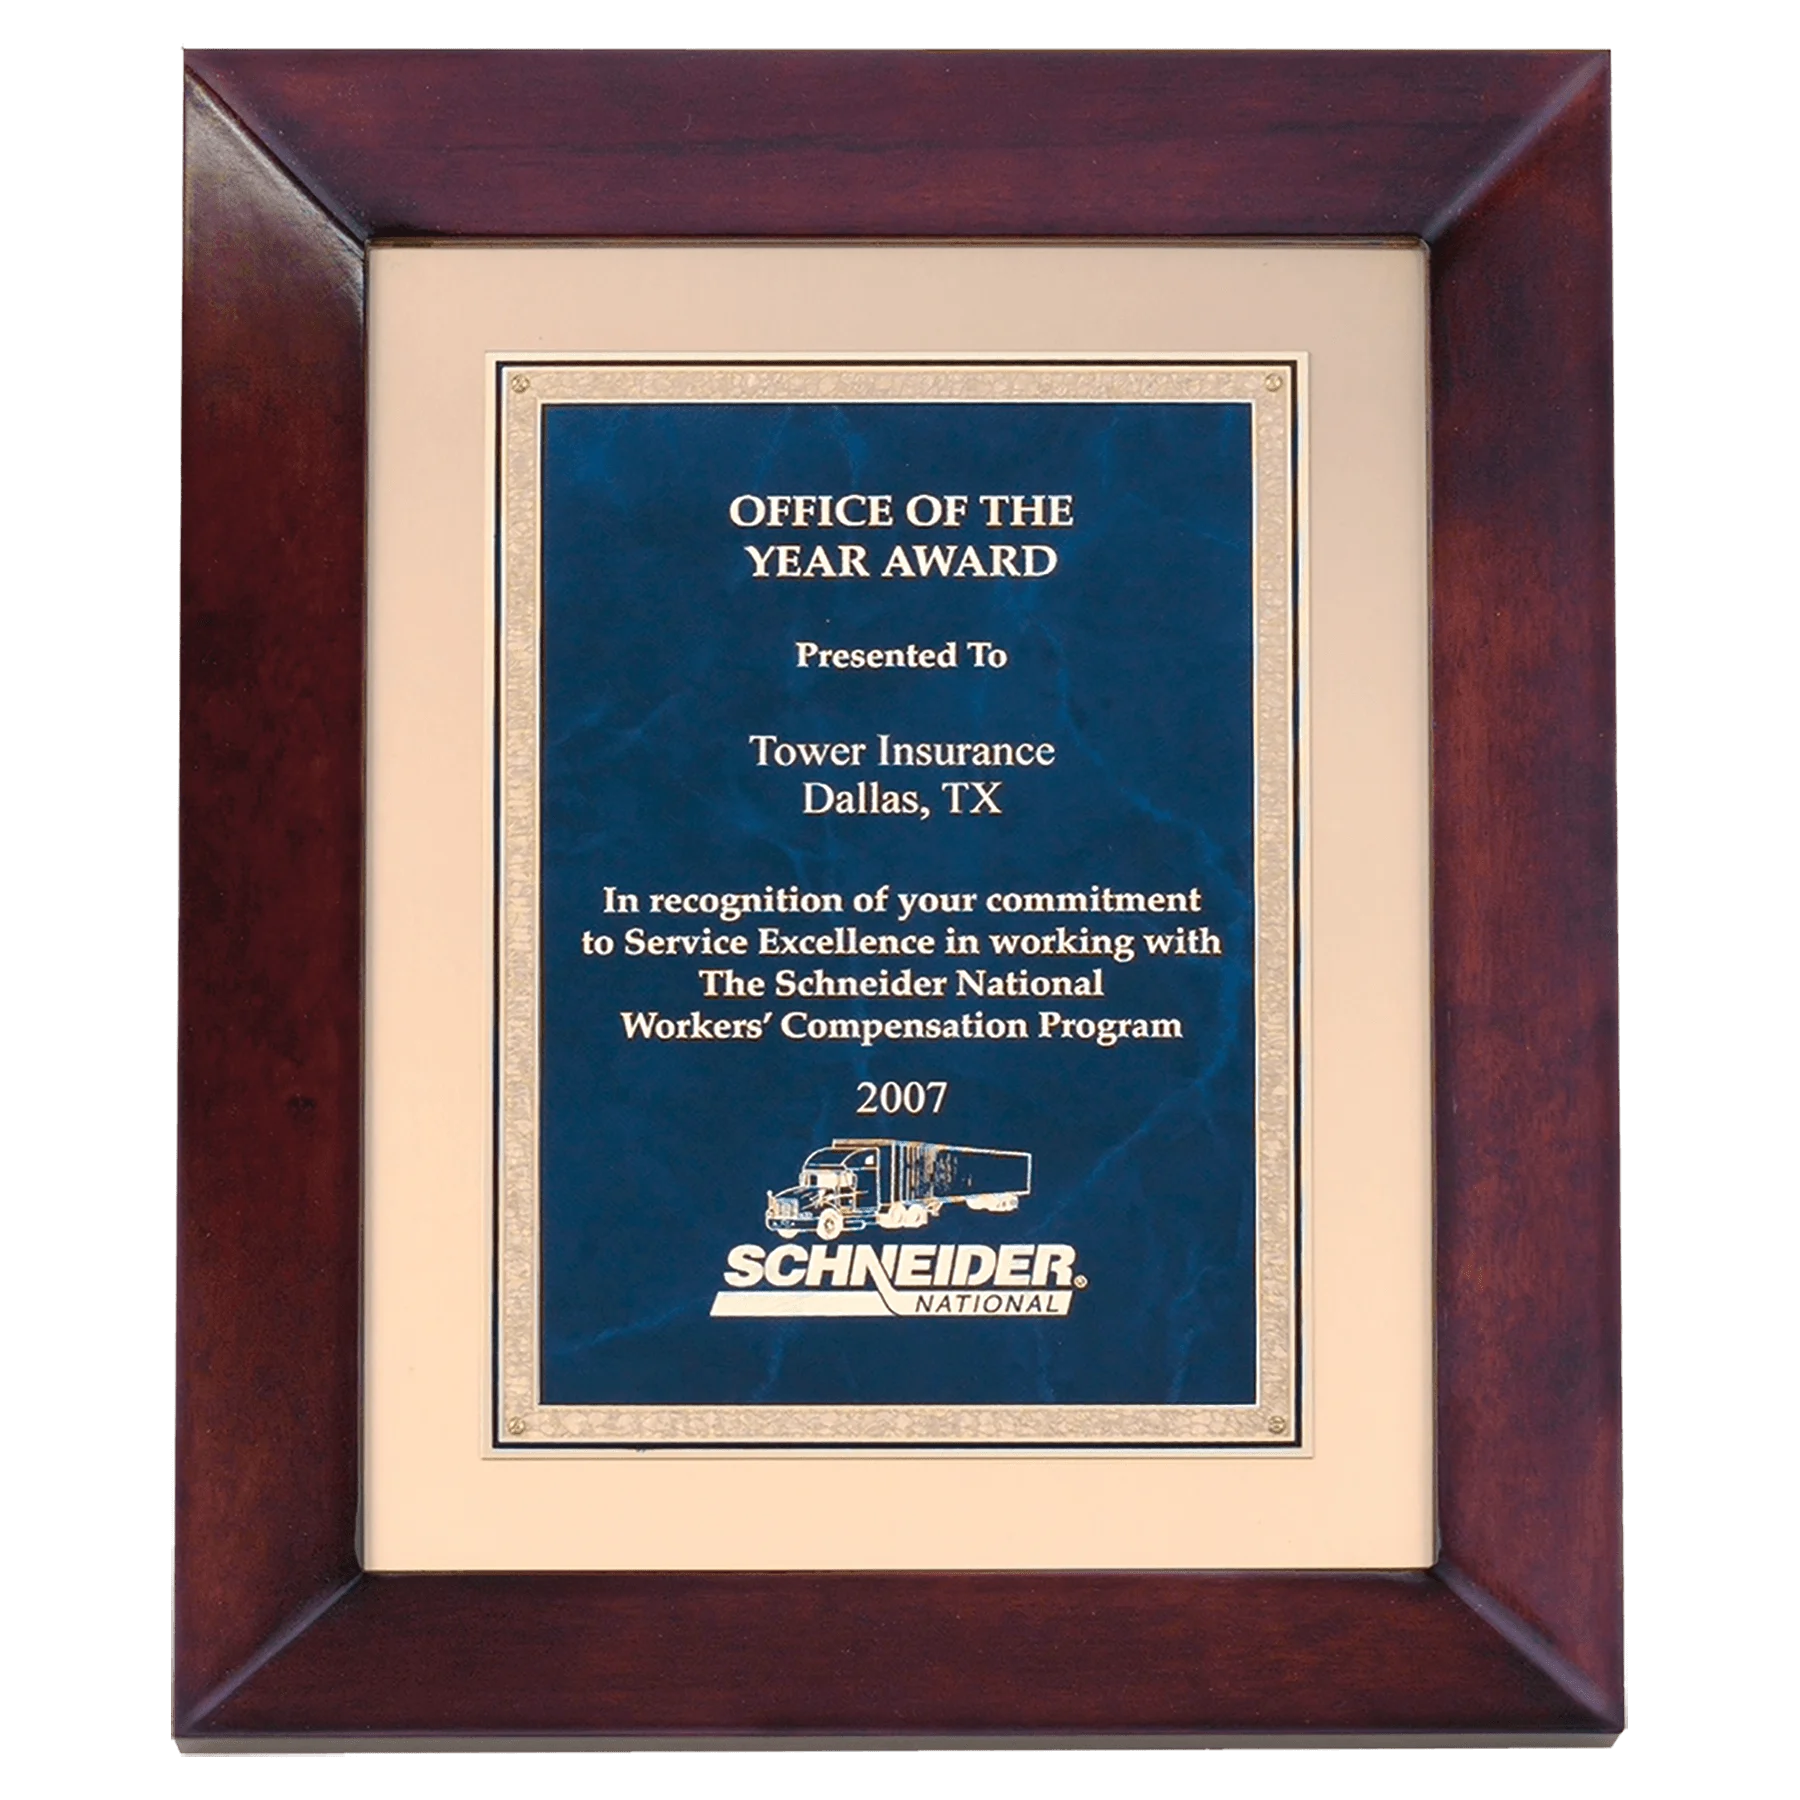 OFFICE OF THE
YEAR AWARD
Presented To
Tower Insurance
Dallas, TX
In recognition of your commitment
to Service Excellence in working with
The Schneider National
Workers’ Compensation Program
2007
SCHNEIDER®
NATIONAL